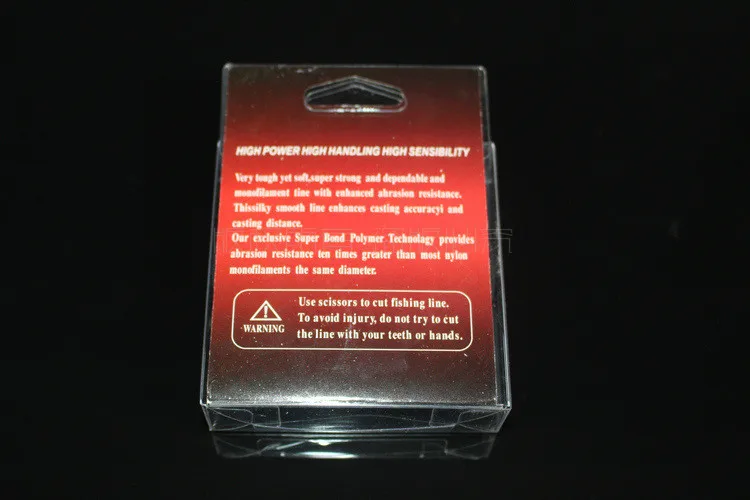 HIGH POWER HIGH HANDLING HIGH SENSIBILITY
Very tough yet soft,super strong and dependable and
monofilament tine with enhanced abrasion resistance.
Thissilky smooth line enhances casting accuracyi and
casting distance.
Our exclusive Super Bond Polymer Technology provides
abrasion resistance ten times greater than most nylon
monofilaments the same diameter.
Use scissors to cut fishing line.
To avoid injury, do not try to cut
the line with your teeth or hands.
WARNING